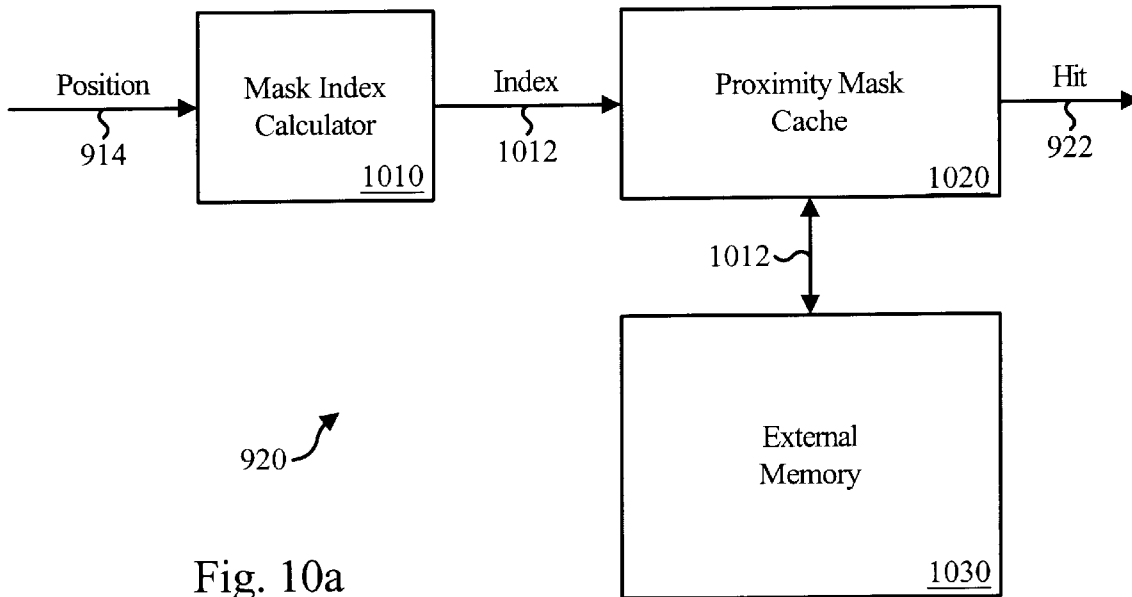 Position
914
Mask Index
Calculator
1010
Index
1012
Proximity Mask
Cache
1020
Hit
922
1012
External
Memory
1030
920
Fig. 10a